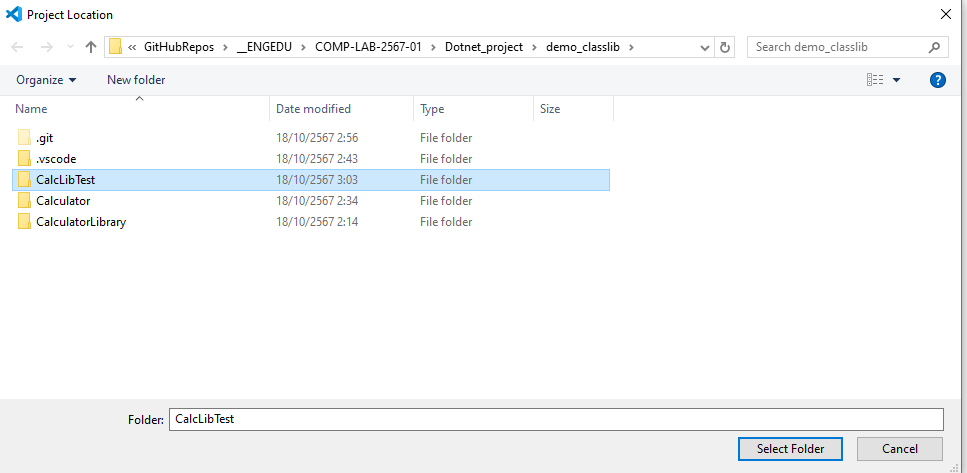 Project Location
« GitHubRepos > __ENGEDU > COMP-LAB-2567-01 > Dotnet_project > demo_classlib >
Search demo_classlib
Organize
New folder
Name Date modified Type Size
.git 18/10/2567 2:56 File folder
.vscode 18/10/2567 2:43 File folder
CalcLibTest 18/10/2567 3:03 File folder
Calculator 18/10/2567 2:34 File folder
CalculatorLibrary 18/10/2567 2:14 File folder
Folder: CalcLibTest
Select Folder Cancel